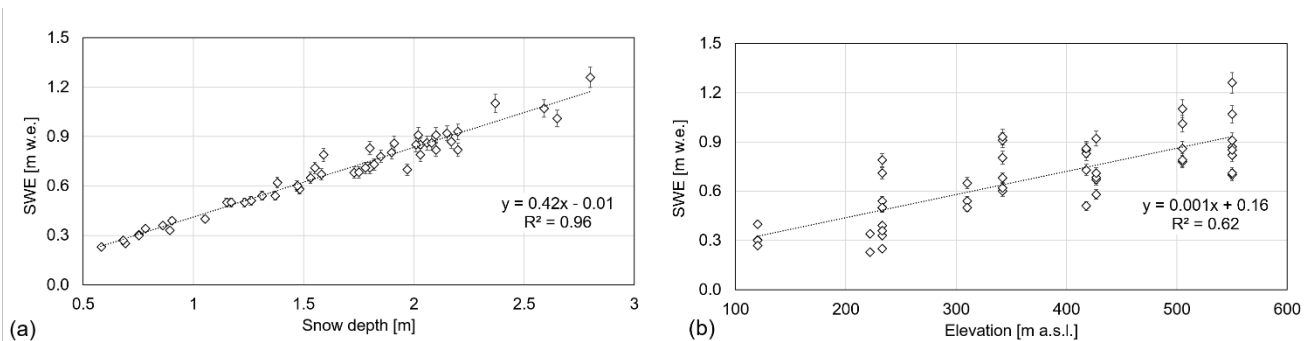 SWE [m w.e.]
1.5
1.2
0.9
0.6
0.3
0.0
y = 0.42x - 0.01
R² = 0.96
0.5 1 1.5 2 2.5 3
(a) Snow depth [m]
SWE [m w.e.]
1.5
1.2
0.9
0.6
0.3
0.0
y = 0.001x + 0.16
R² = 0.62
100 200 300 400 500 600
(b) Elevation [m a.s.l.]